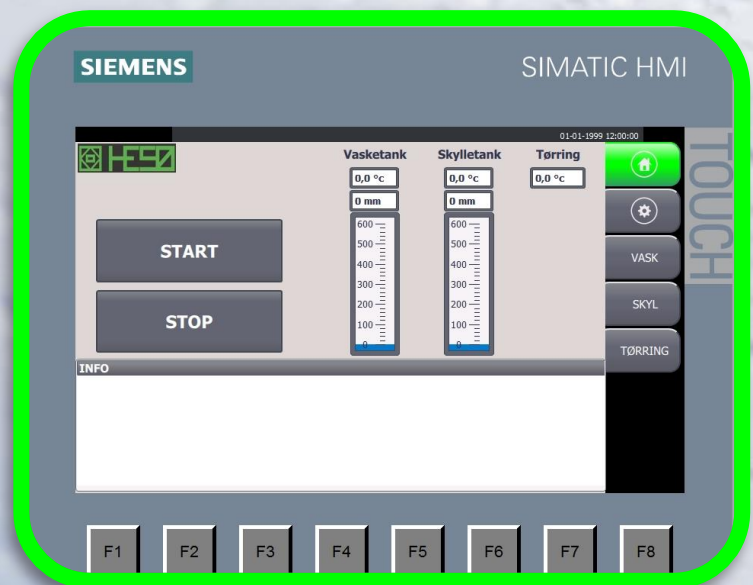 SIEMENS
SIMATIC HMI
TOUCH
01-01-1999 12:00:00
HESØ
Vasketank
Skylletank
Tørring
0,0 °c
0,0 °c
0,0 °c
0 mm
0 mm
600
500
400
300
200
100
0
600
500
400
300
200
100
0
START
STOP
VASK
SKYL
TØRRING
INFO
F1 F2 F3 F4 F5 F6 F7 F8